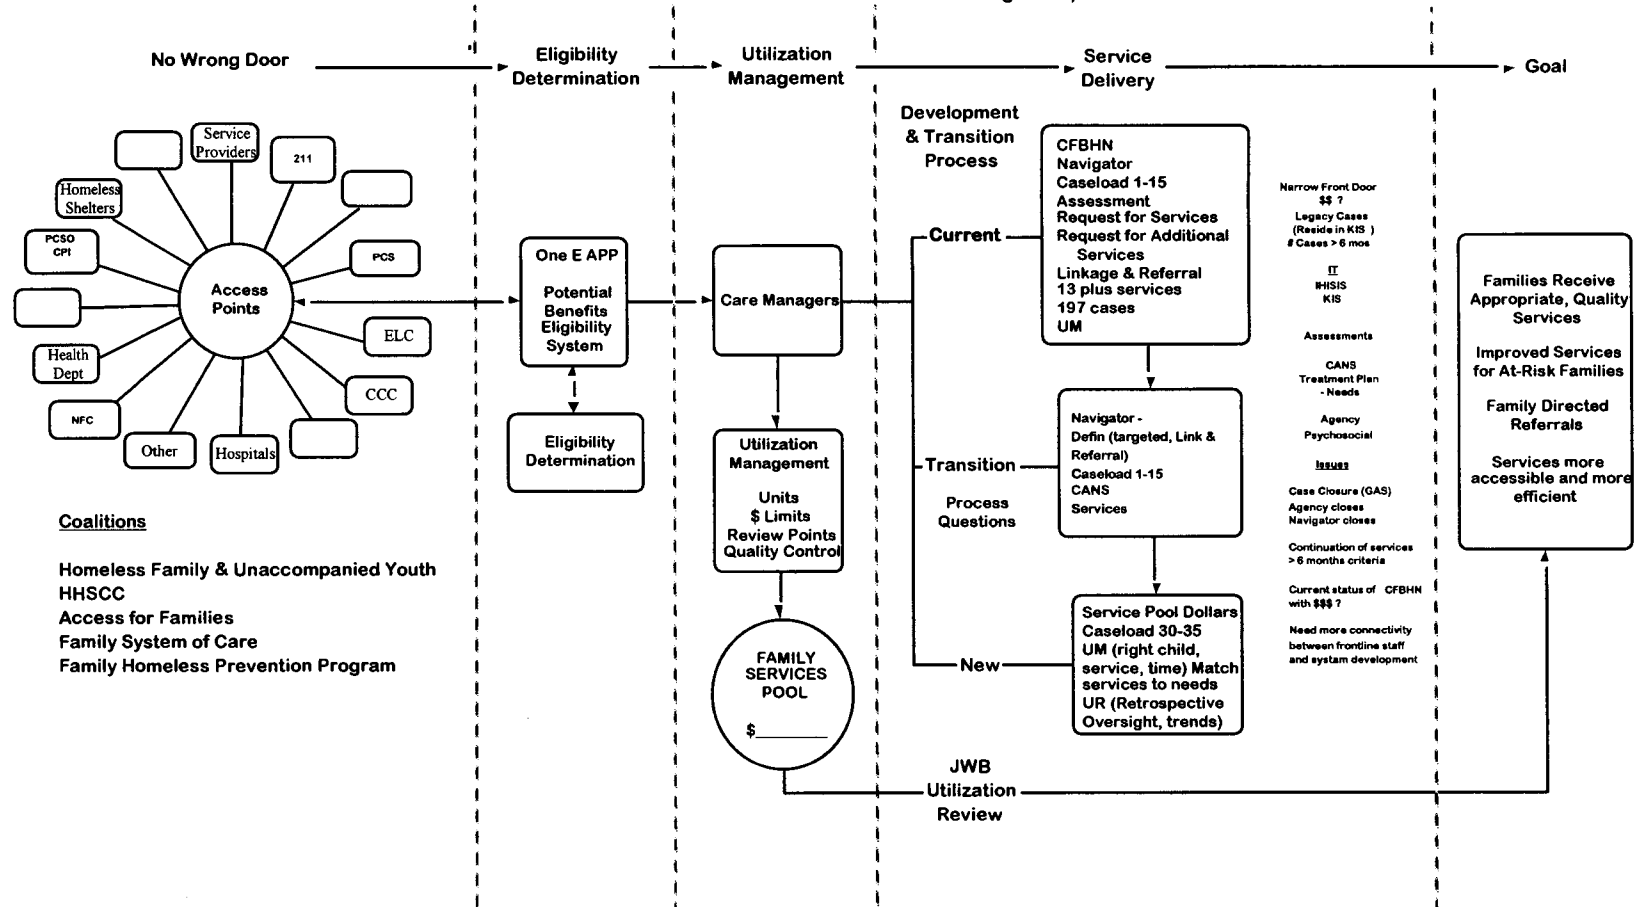 No Wrong Door
Eligibility
Determination
Utilization
Management
Service
Delivery
Goal
Service
Providers
211
Homeless
Shelters
PCSO
CPI
PCS
Access
Points
ELC
Health
Dept
CCC
NFC
Other
Hospitals
Coalitions
Homeless Family & Unaccompanied Youth
HHSCC
Access for Families
Family System of Care
Family Homeless Prevention Program
One E APP
Potential
Benefits
Eligibility
System
Eligibility
Determination
Care Managers
Utilization
Management
Units
$ Limits
Review Points
Quality Control
FAMILY
SERVICES
POOL
$________
Development
& Transition
Process
Current
Transition
Process
Questions
New
CFBHN
Navigator
Caseload 1-15
Assessment
Request for Services
Request for Additional
Services
Linkage & Referral
13 plus services
197 cases
UM
Navigator -
Defin (targeted, Link &
Referral)
Caseload 1-15
CANS
Services
Service Pool Dollars
Caseload 30-35
UM (right child,
service, time) Match
services to needs
UR (Retrospective
Oversight, trends)
JWB
Utilization
Review
Narrow Front Door
$$ ?
Legacy Cases
(Reside in KIS )
# Cases > 6 mos
IT
KIS
Assessments
CANS
Treatment Plan
- Needs
Agency
Psychosocial
Issues
Case Closure (GAS)
Agency closes
Navigator closes
Continuation of services
> 6 months criteria
Current status of CFBHN
with $$$ ?
Need more connectivity
between frontline staff
and system development
Families Receive
Appropriate, Quality
Services
Improved Services
for At-Risk Families
Family Directed
Referrals
Services more
accessible and more
efficient